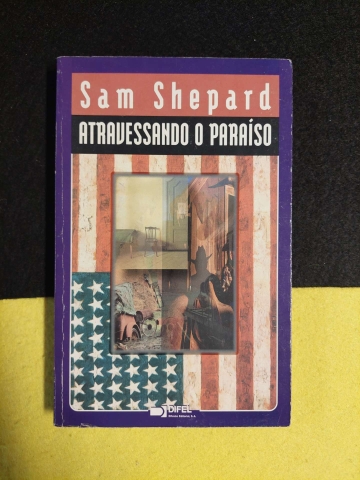 Sam Shepard
ATRAVESSANDO O PARAÍSO
DIFEL